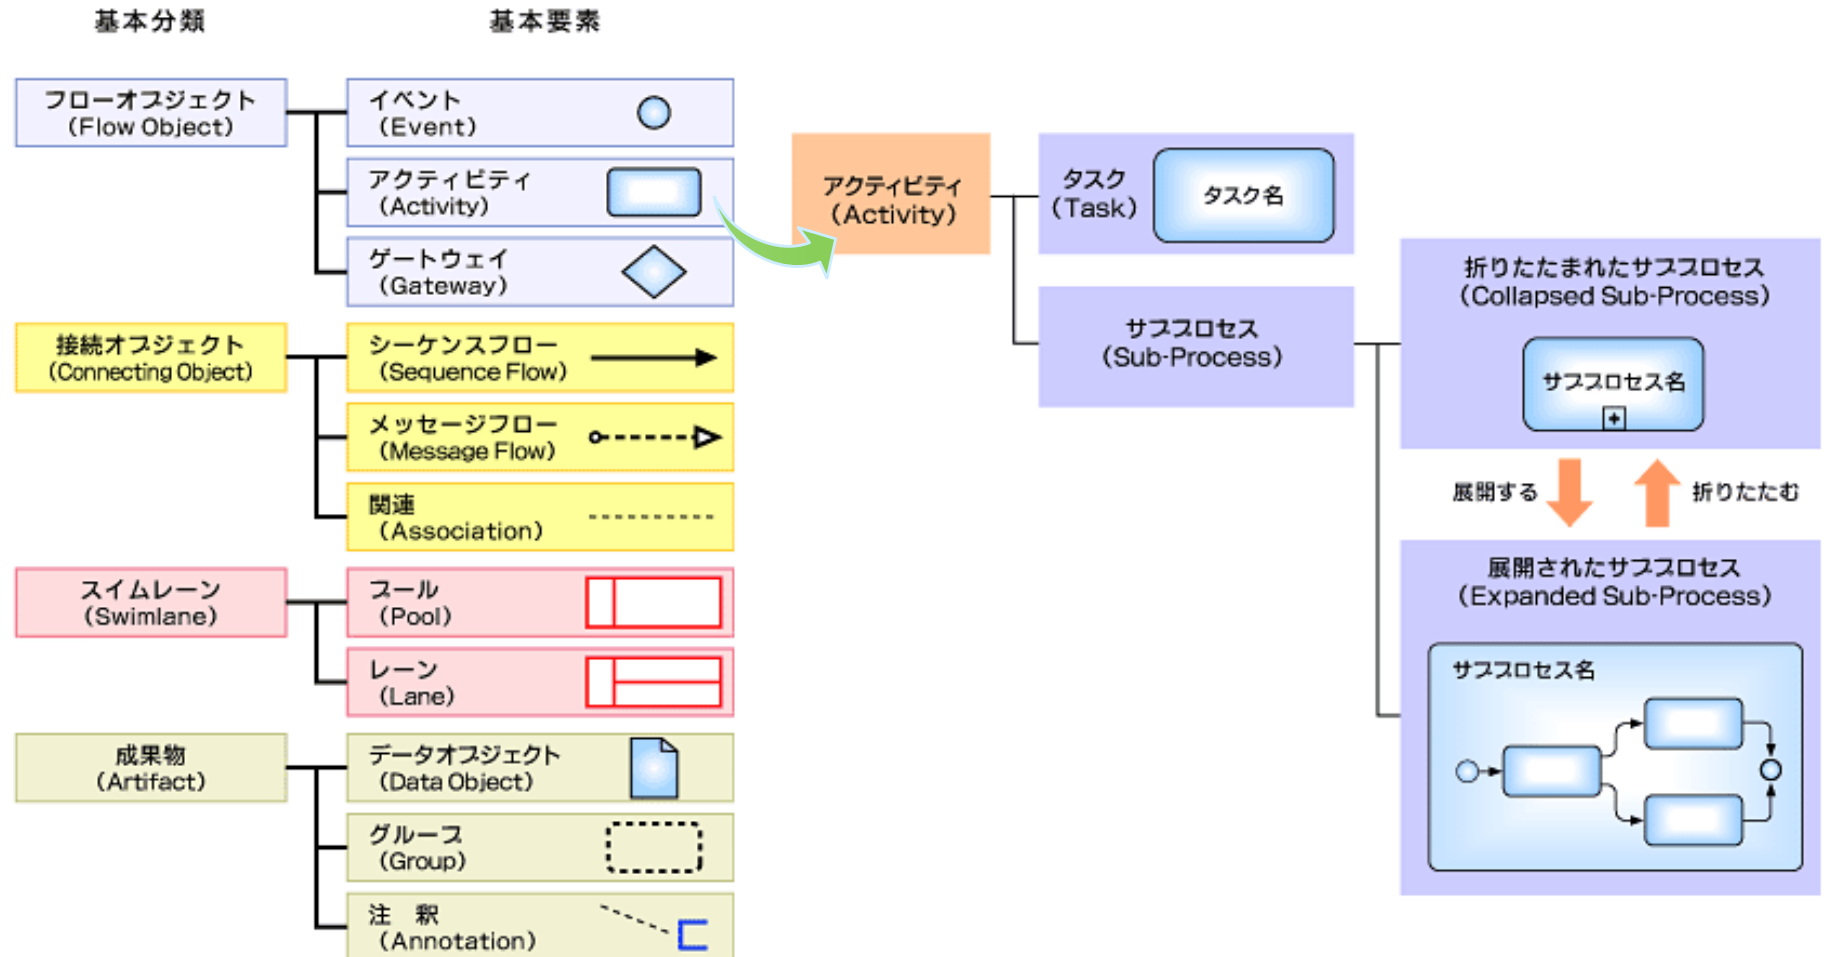 基本分類
基本要素
フローオブジェクト
(Flow Object)
イベント
(Event)
アクティビティ
(Activity)
ゲートウェイ
(Gateway)
接続オブジェクト
(Connecting Object)
シーケンスフロー
(Sequence Flow)
メッセージフロー
(Message Flow)
関連
(Association)
スイムレーン
(Swimlane)
プール
(Pool)
レーン
(Lane)
成果物
(Artifact)
データオブジェクト
(Data Object)
グループ
(Group)
注 釈
(Annotation)
アクティビティ
(Activity)
タスク
(Task)
タスク名
サブプロセス
(Sub-Process)
折りたたまれたサブプロセス
(Collapsed Sub-Process)
サブプロセス名
展開する
折りたたむ
展開されたサブプロセス
(Expanded Sub-Process)
サブプロセス名